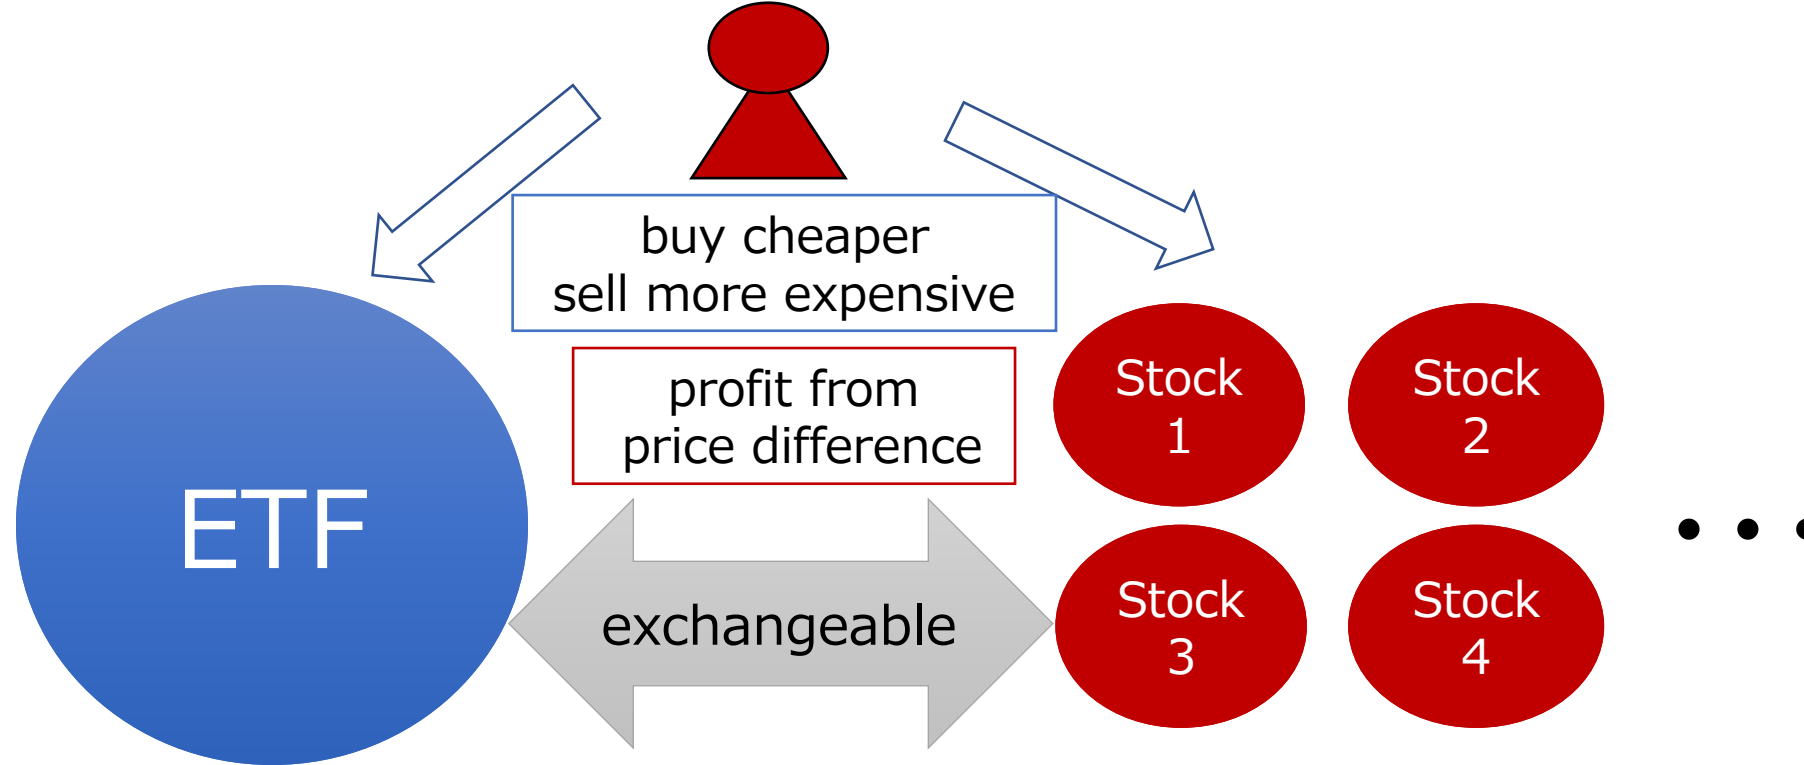 buy cheaper
sell more expensive
profit from
price difference
ETF
exchangeable
Stock
1
Stock
2
Stock
3
Stock
4
• • •